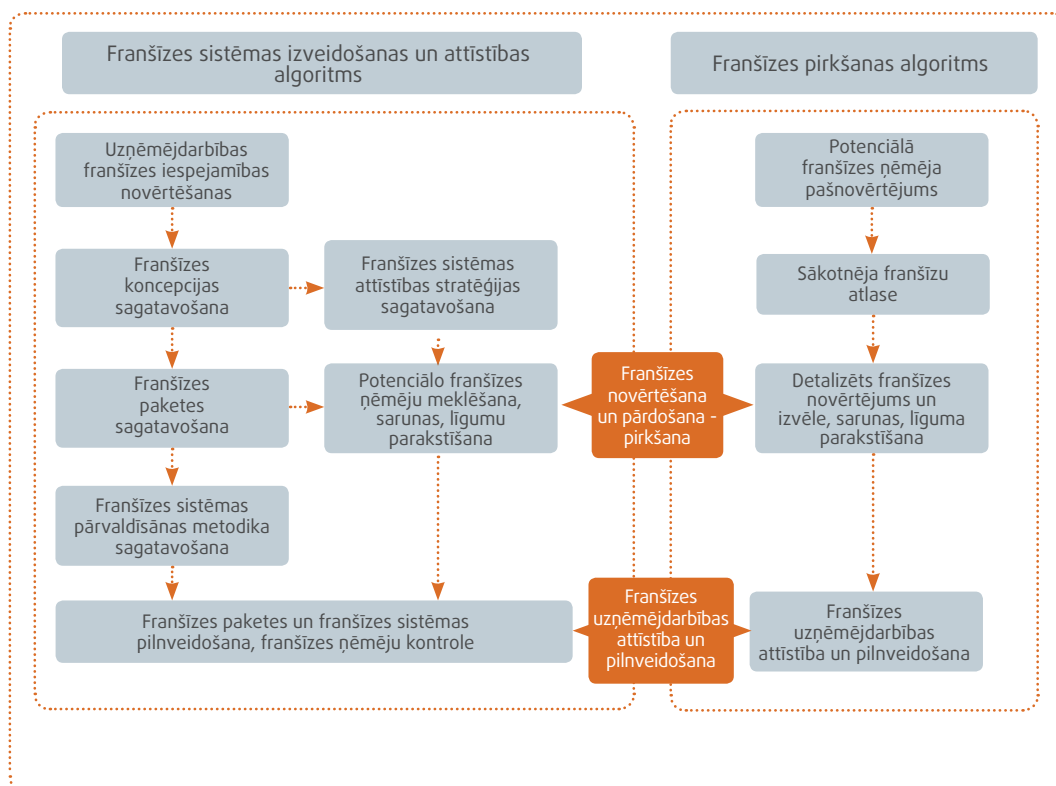 Franšīzes sistēmas izveidošanas un attīstības
algoritms
Franšīzes pirkšanas algoritms
Uzņēmējdarbības
franšīzes iespejamības
novērtēšanas
Franšīzes
koncepcijas
sagatavošana
Franšīzes sistēmas
attīstības stratēģijas
sagatavošana
Franšīzes
paketes
sagatavošana
Potenciālo franšīzes
ņēmēju meklēšana,
sarunas, līgumu
parakstīšana
Franšīzes sistēmas
pārvaldīsānas metodika
sagatavošana
Franšīzes paketes un franšīzes sistēmas
pilnveidošana, franšīzes ņēmēju kontrole
Franšīzes
novērtēšana
un pārdošana -
pirkšana
Franšīzes
uzņēmējdarbības
attīstība un
pilnveidošana
Potenciālā
franšīzes ņēmēja
pašnovērtējums
Sākotnēja franšīzu
atlase
Detalizēts franšīzes
novērtējums un
izvēle, sarunas, līguma
parakstīšana
Franšīzes
uzņēmējdarbības
attīstība un pilnveidošana